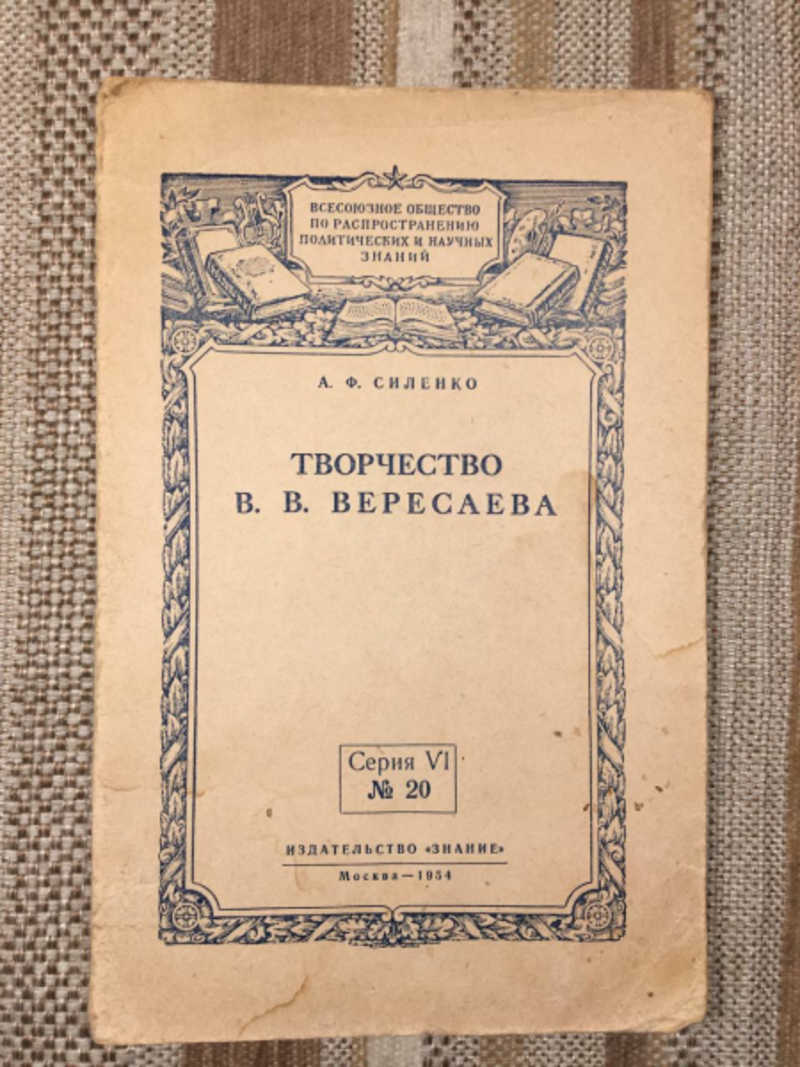 ВСЕСОЮЗНОЕ ОБЩЕСТВО
ПО РАСПРОСТРАНЕНИЮ
ПОЛИТИЧЕСКИХ И НАУЧНЫХ
ЗНАНИЙ
А. Ф. СИЛЕНКО
ТВОРЧЕСТВО
В. В. ВЕРЕСАЕВА
Серия VI
№ 20
ИЗДАТЕЛЬСТВО «ЗНАНИЕ»
Москва — 1954